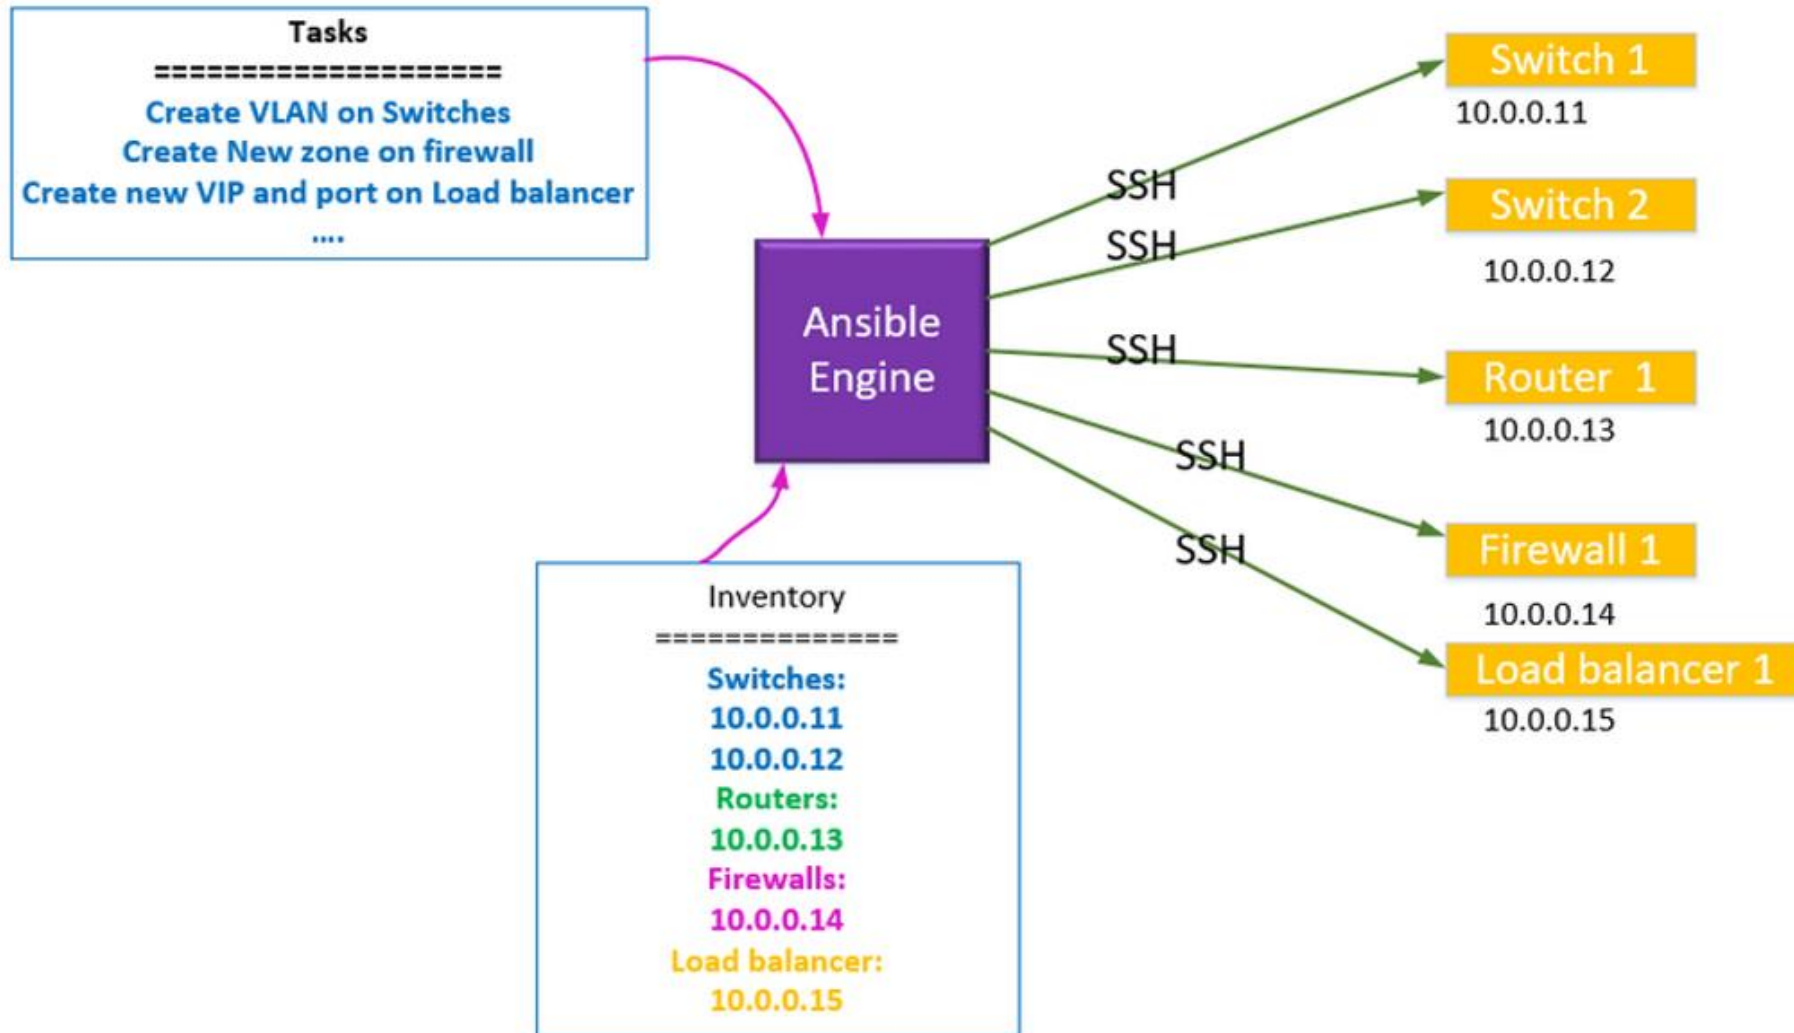 Tasks
====================
Create VLAN on Switches
Create New zone on firewall
Create new VIP and port on Load balancer
....
Ansible
Engine
Inventory
==============
Switches:
10.0.0.11
10.0.0.12
Routers:
10.0.0.13
Firewalls:
10.0.0.14
Load balancer:
10.0.0.15
SSH
SSH
SSH
SSH
SSH
Switch 1
10.0.0.11
Switch 2
10.0.0.12
Router 1
10.0.0.13
Firewall 1
10.0.0.14
Load balancer 1
10.0.0.15